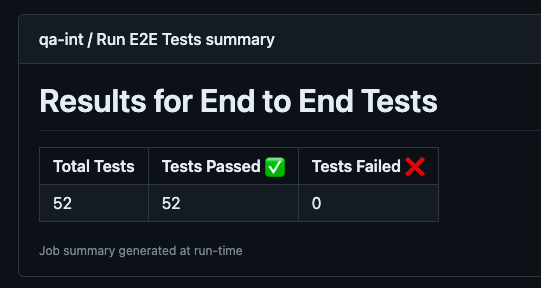 qa-int / Run E2E Tests summary
Results for End to End Tests
Total Tests Tests Passed ✅ Tests Failed ❌
52 52 0
Job summary generated at run-time